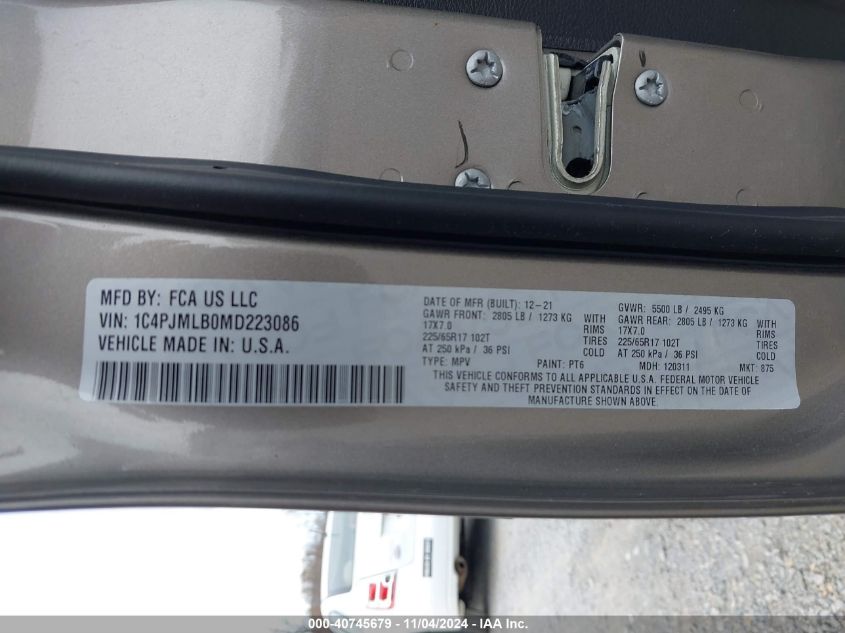 MFD BY: FCA US LLC
VIN: 1C4PJMLB0MD223086
VEHICLE MADE IN: U.S.A.
DATE OF MFR (BUILT): 12-21
GVWR: 5500 LB / 2495 KG
GAWR FRONT: 2805 LB / 1273 KG
1C4
GAWR REAR: 2805 LB / 1273 KG
WITH
17X7.0
RIMS
17X7.0
RIMS
225/65R17 102T
TIRES
225/65R17 102T
TIRES
AT 250 kPa / 36 PSI
COLD
AT 250 kPa / 36 PSI
COLD
TYPE: MPV
PAINT: PT6
MDH: 120311
MKT: 875
THIS VEHICLE CONFORMS TO ALL APPLICABLE U.S.A. FEDERAL MOTOR VEHICLE
SAFETY AND THEFT PREVENTION STANDARDS IN EFFECT ON THE DATE OF
MANUFACTURE SHOWN ABOVE.
000-40745679 - 11/04/2024 - IAA Inc.